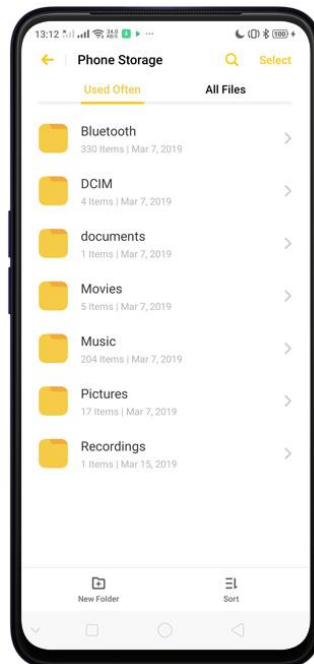 13:12
100
Phone Storage
Select
Used Often
All Files
Bluetooth
330 Items | Mar 7, 2019
DCIM
4 Items | Mar 7, 2019
documents
1 Items | Mar 7, 2019
Movies
5 Items | Mar 7, 2019
Music
204 Items | Mar 7, 2019
Pictures
17 Items | Mar 7, 2019
Recordings
1 Items | Mar 15, 2019
New Folder
Sort